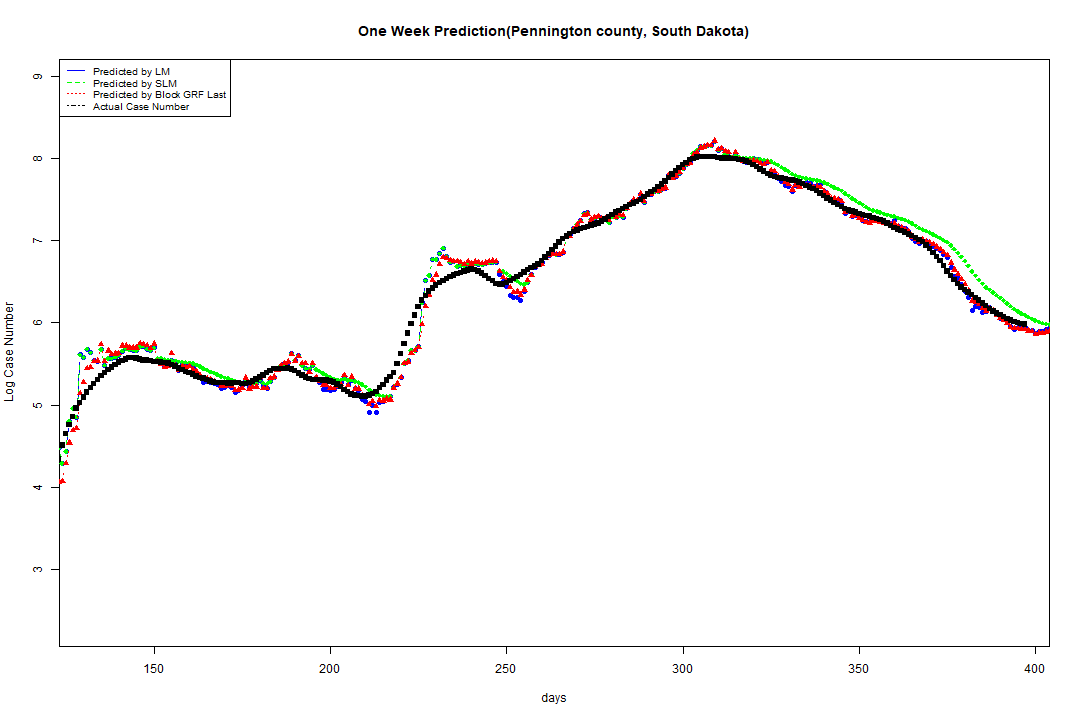 One Week Prediction(Pennington county, South Dakota)
Predicted by LM
Predicted by SLM
Predicted by Block GRF Last
Actual Case Number
Log Case Number
9
8
7
6
5
4
3
150 200 250 300 350 400
days